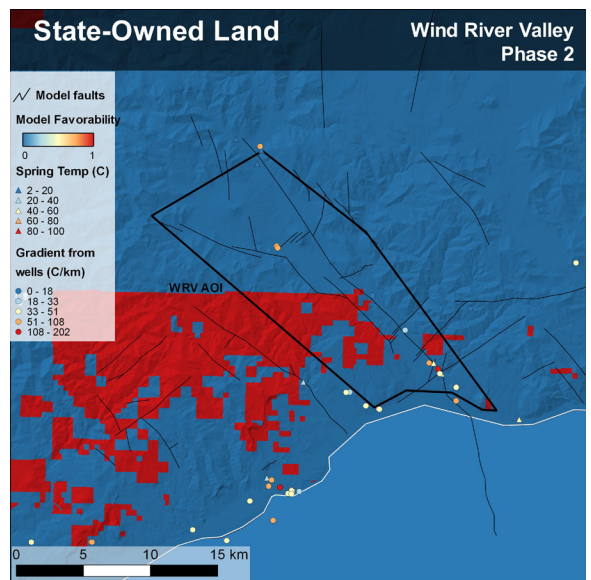 State-Owned Land
Wind River Valley
Phase 2
Model faults
Model Favorability
0 1
Spring Temp (C)
2 - 20
20 - 40
40 - 60
60 - 80
80 - 100
Gradient from
wells (C/km)
0 - 18
18 - 33
33 - 51
51 - 108
108 - 202
WRV AOI
0 5 10 15 km